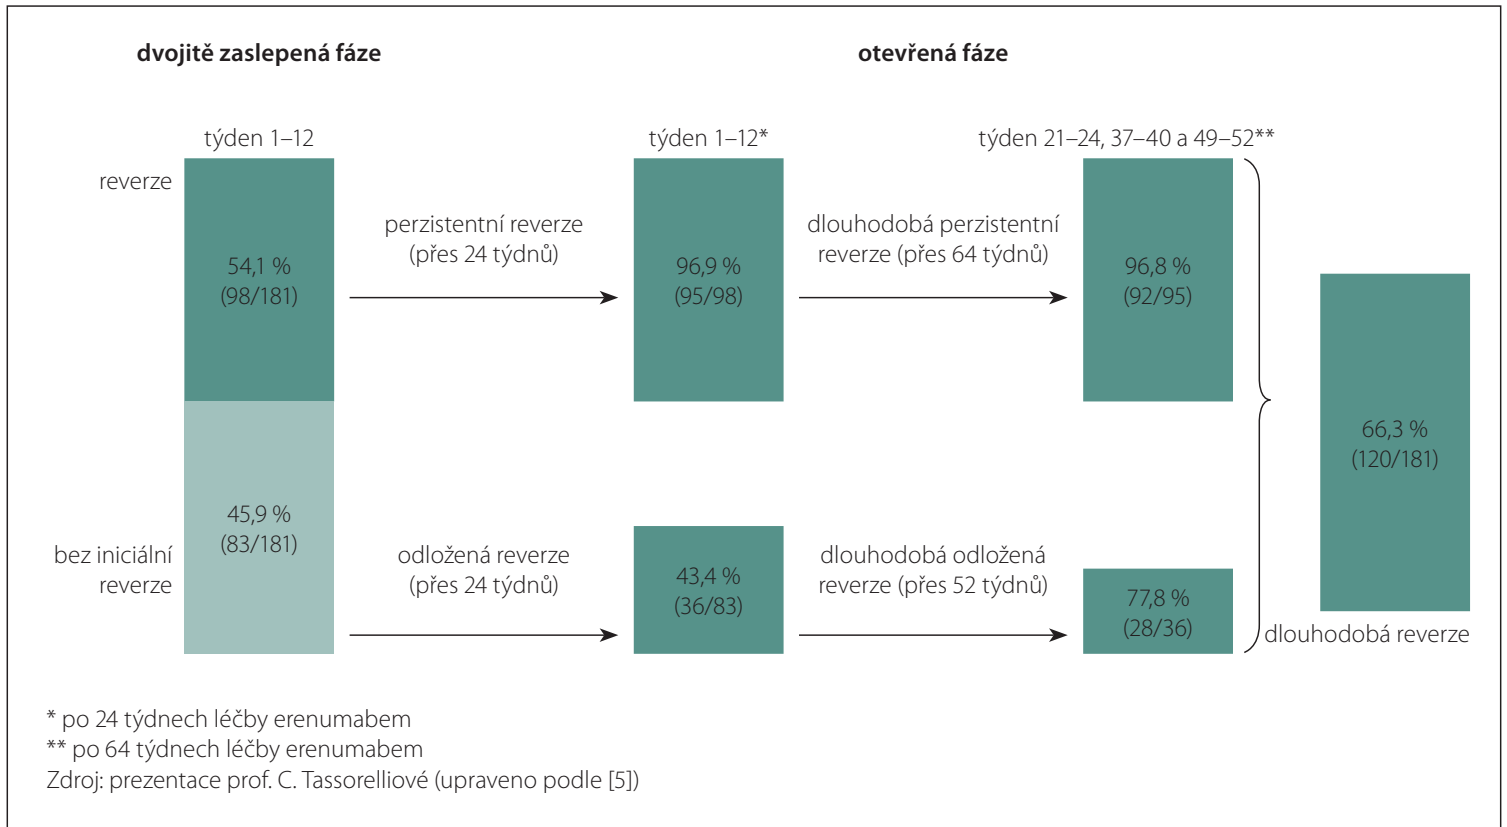 dvojitě zaslepená fáze
otevřená fáze
týden 1–12
týden 1–12*
týden 21–24, 37–40 a 49–52**
reverze
54,1 %
(98/181)
perzistentní reverze
(přes 24 týdnů)
96,9 %
(95/98)
dlouhodobá perzistentní
reverze (přes 64 týdnů)
96,8 %
(92/95)
bez iniciální
reverze
45,9 %
(83/181)
odložená reverze
(přes 24 týdnů)
43,4 %
(36/83)
dlouhodobá odložená
reverze (přes 52 týdnů)
77,8 %
(28/36)
66,3 %
(120/181)
dlouhodobá reverze
* po 24 týdnech léčby erenumabem
** po 64 týdnech léčby erenumabem
Zdroj: prezentace prof. C. Tassorelliové (upraveno podle [5])